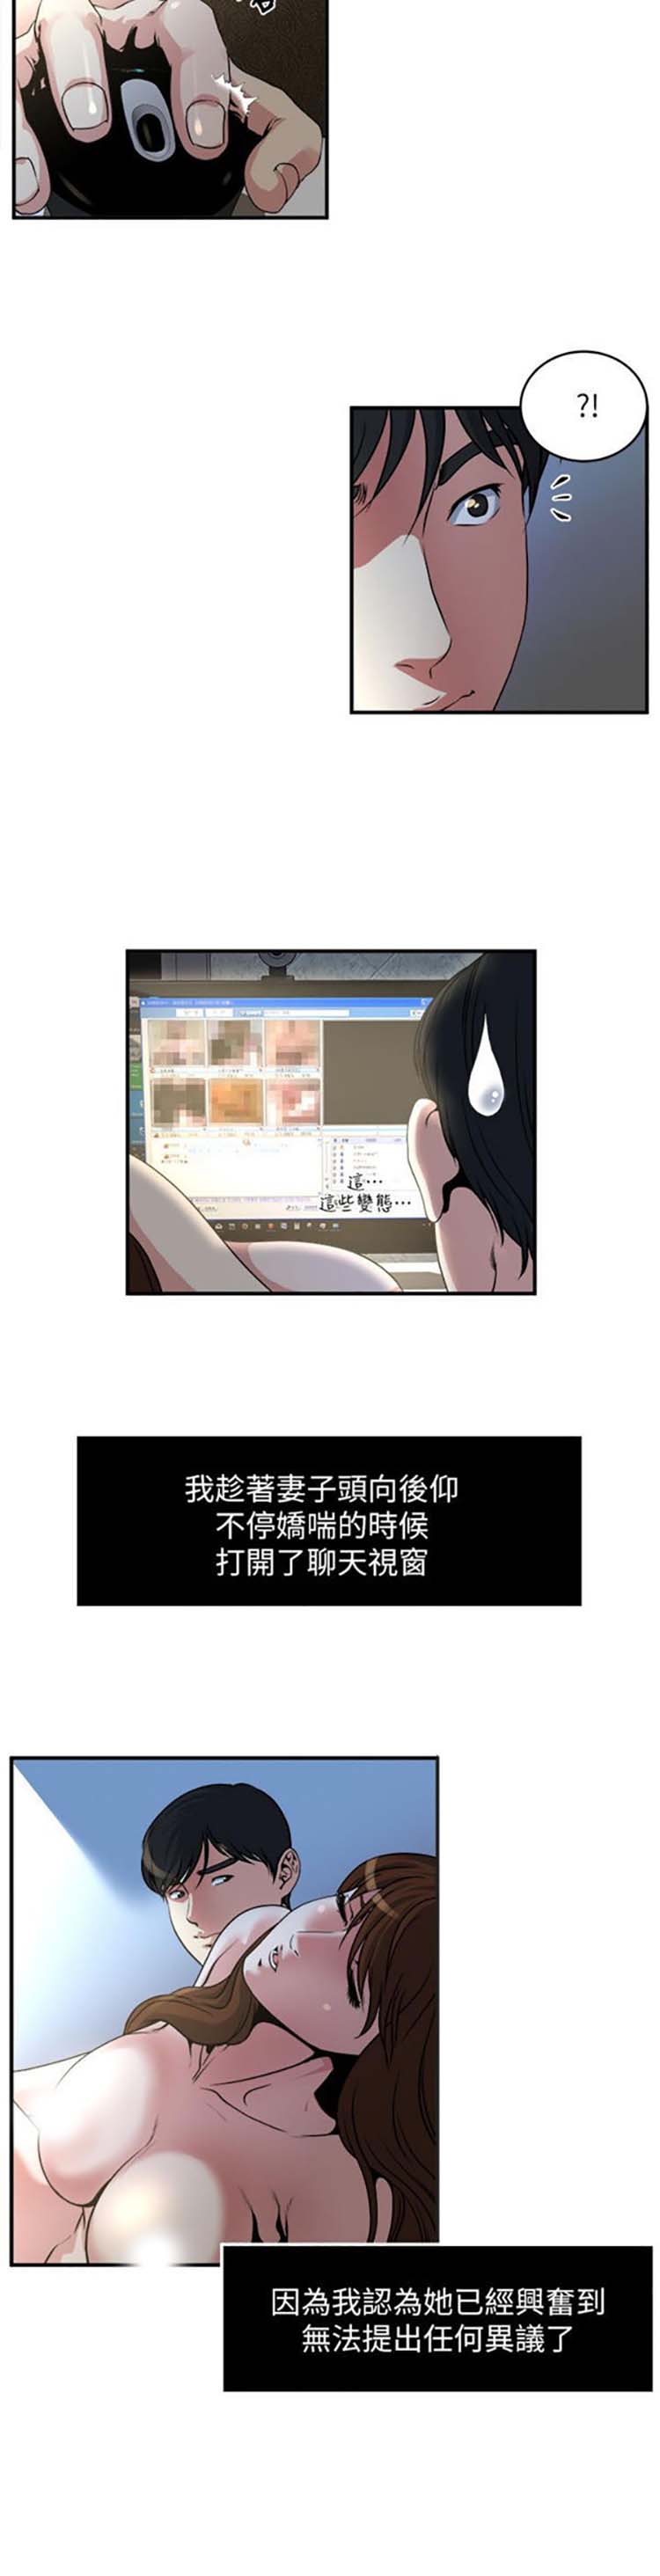 ?!
這…
這些變態…
我趁著妻子頭向後仰
不停嬌喘的時候
打開了聊天視窗
因為我認為她已經興奮到
無法提出任何異議了